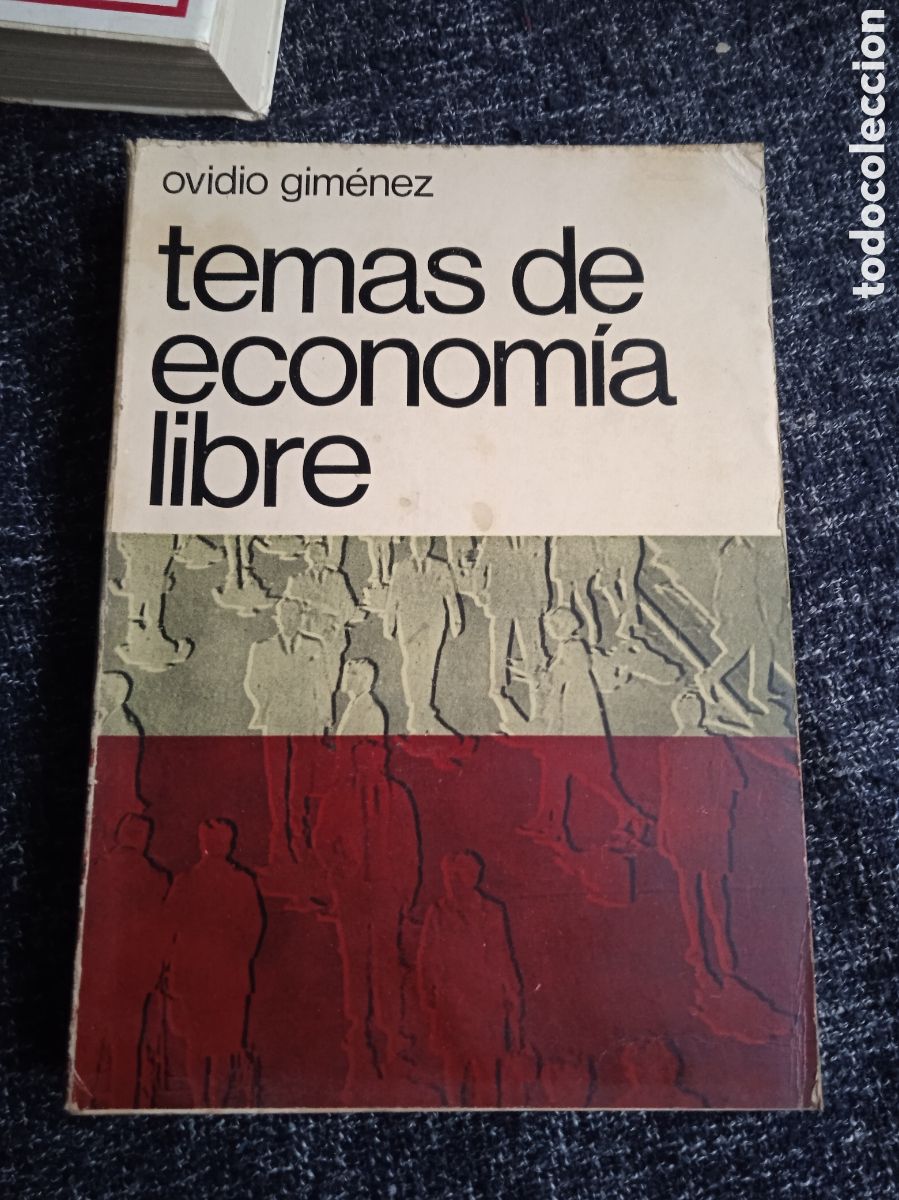 ovidio giménez
temas de
economía
libre
todocoleccion